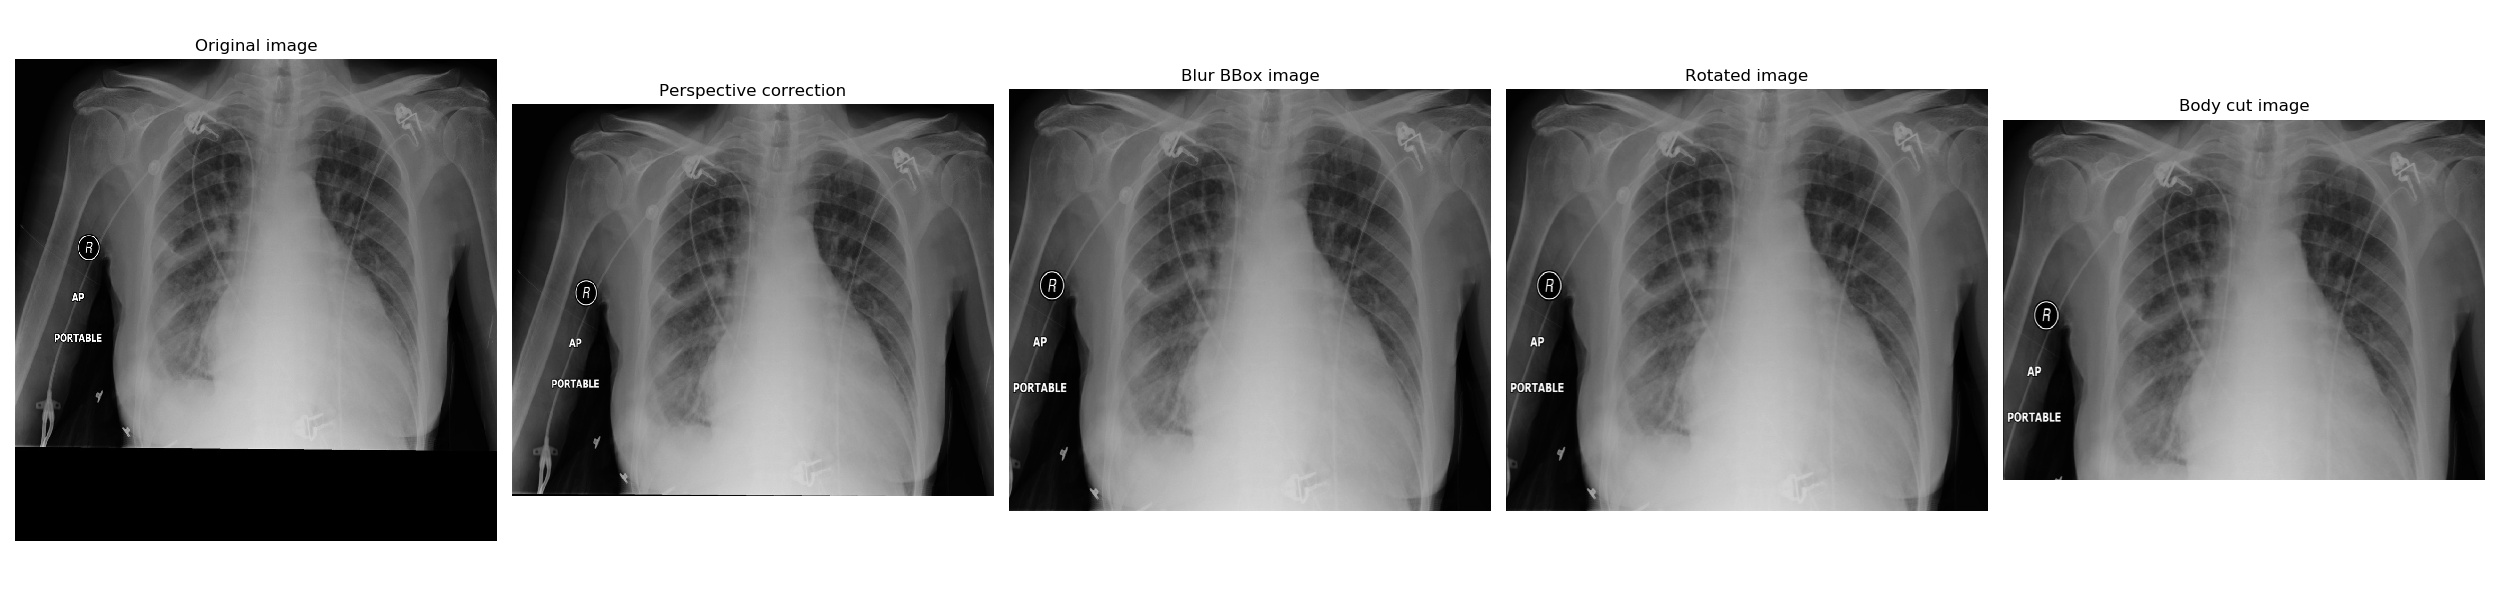 Original image
Perspective correction
Blur BBox image
Rotated image
Body cut image
R
AP
PORTABLE
R
AP
PORTABLE
R
AP
PORTABLE
R
AP
PORTABLE
R
AP
PORTABLE